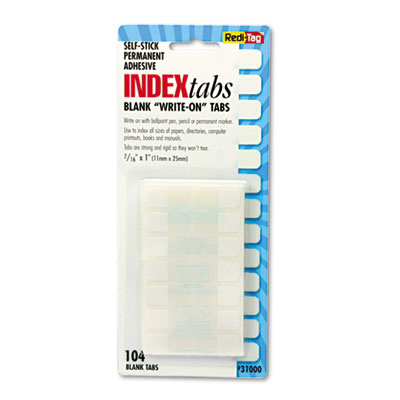 Redi-Tag
SELF-STICK
PERMANENT
ADHESIVE
INDEXtabs
BLANK "WRITE-ON" TABS
Write on with ballpoint pen, pencil or permanent marker.
Use to index all sizes of papers, directories, computer
printouts, books and manuals.
Tabs are strong and rigid so they won't tear.
7/16" x 1" (11mm x 25mm)
104
BLANK TABS
#31000